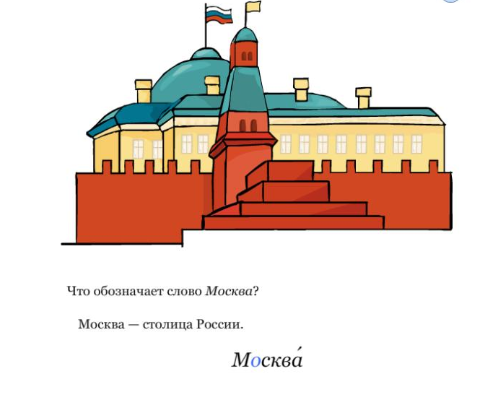 Что обозначает слово Москва?
Москва — столица России.
Москва́